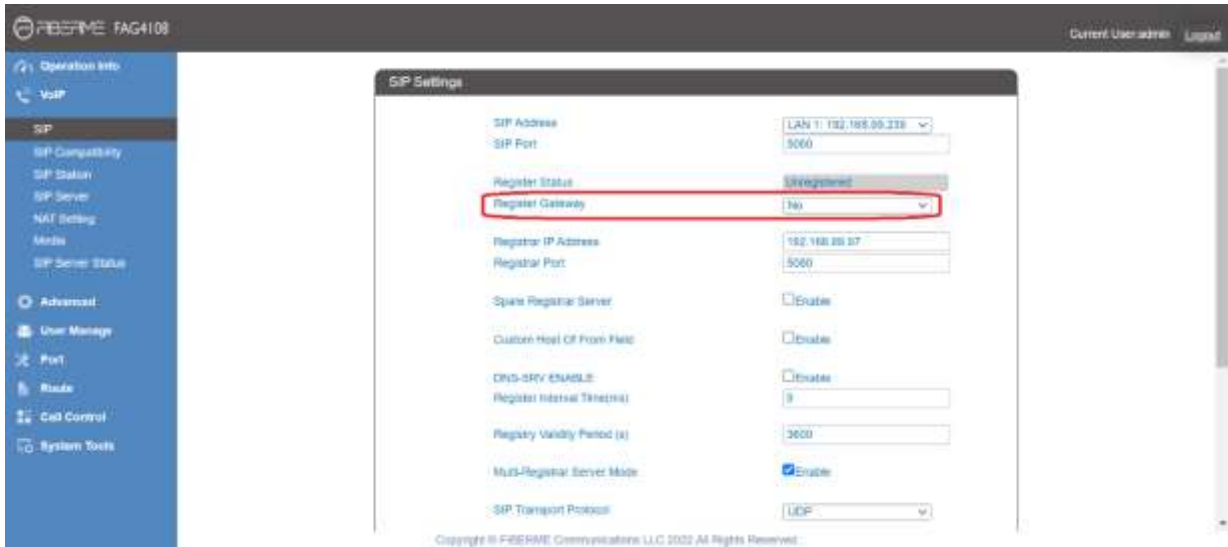 FIBERME FAG4108
Current User:admin Logout
Operation Info
VoIP
SIP
SIP Compatibility
SIP Station
SIP Server
NAT Setting
Media
SIP Server Status
Advanced
User Manage
Port
Route
Call Control
System Tools
SIP Settings
SIP Address LAN 1:
SIP Port 5060
Register Status Unregistered
Register Gateway No
Registrar IP Address
Registrar Port 5060
Spare Registrar Server Enable
Custom Host Of From Field Enable
DNS-SRV ENABLE Enable
Register Interval Time(ms)
Registry Validity Period (s) 3600
Multi-Registrar Server Mode Enable
SIP Transport Protocol UDP
Copyright © FIBERME Communications LLC 2022 All Rights Reserved.